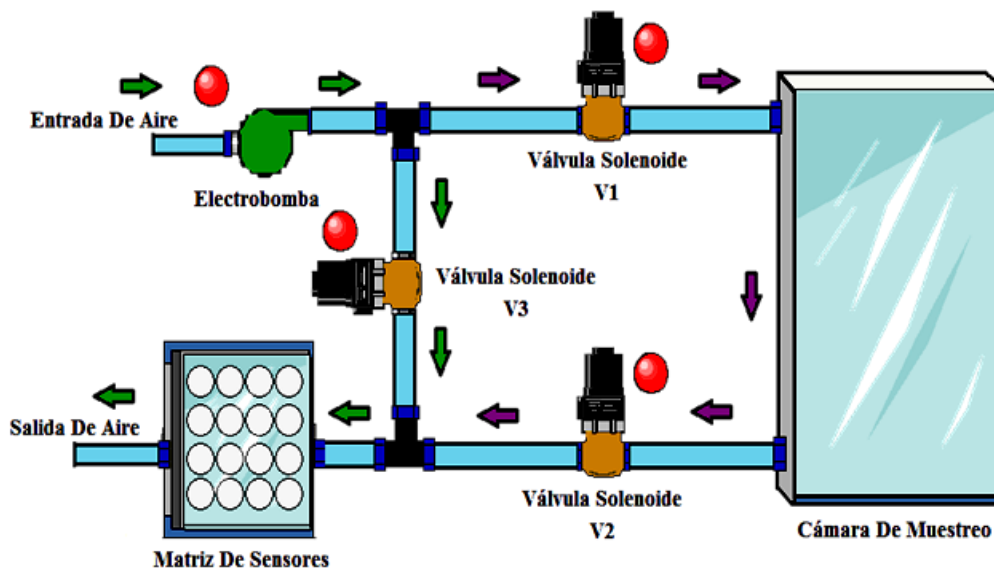 Entrada De Aire
Electrobomba
Válvula Solenoide
V1
Válvula Solenoide
V3
Salida De Aire
Matriz De Sensores
Válvula Solenoide
V2
Cámara De Muestreo